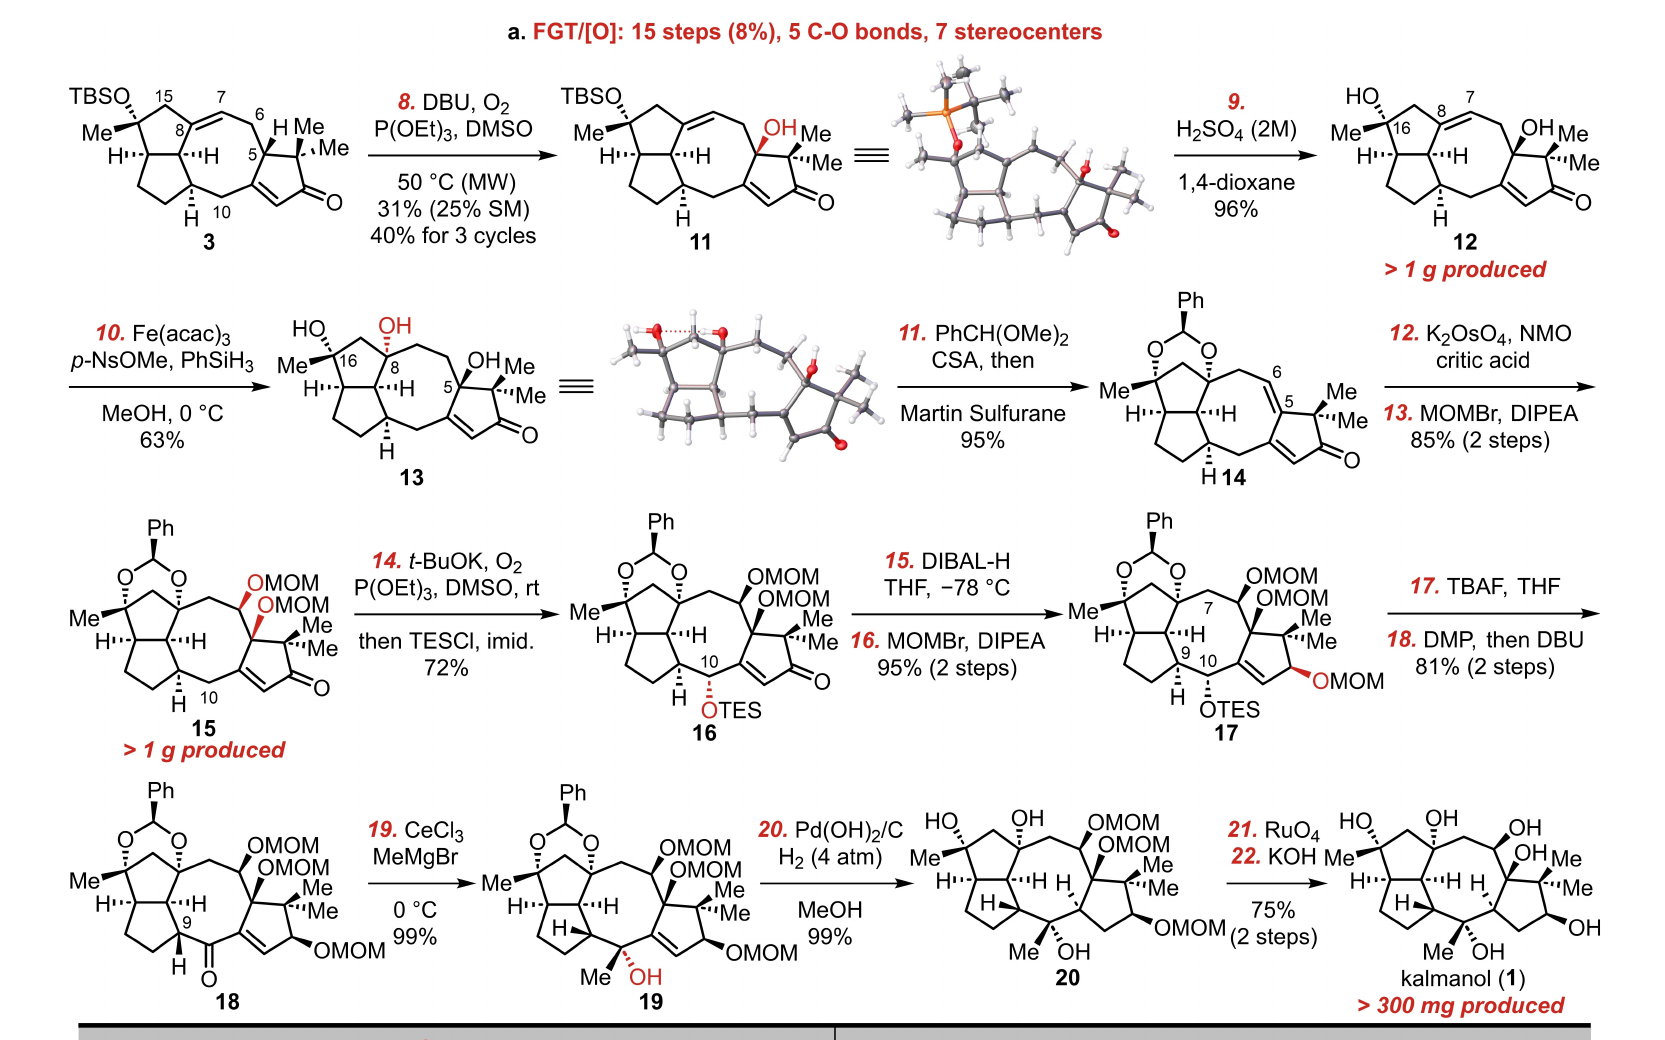 a. FGT/[O]: 15 steps (8%), 5 C-O bonds, 7 stereocenters
TBSO 15 7 6 H Me
Me 8 5 Me
H H O
10
H
3
8. DBU, O2
P(OEt)3, DMSO
50 °C (MW)
31% (25% SM)
40% for 3 cycles
TBSO OH Me
Me Me
H H O
H
11
9.
H2SO4 (2M)
1,4-dioxane
96%
HO 8 7
Me 16 OH Me
H H Me
O
H
12
> 1 g produced
10. Fe(acac)3
p-NsOMe, PhSiH3
MeOH, 0 °C
63%
HO OH
Me 16 8 OH Me
H H 5 Me
O
H
13
11. PhCH(OMe)2
CSA, then
Martin Sulfurane
95%
Ph
O O 6
Me 5 Me
H H Me
O
H 14
12. K2OsO4, NMO
critic acid
13. MOMBr, DIPEA
85% (2 steps)
Ph
O O OMOM
Me OMOM
H H Me
Me
O
H 10
15
> 1 g produced
14. t-BuOK, O2
P(OEt)3, DMSO, rt
then TESCl, imid.
72%
Ph
O O OMOM
Me OMOM
H H Me
Me
10 O
H
OTES
16
15. DIBAL-H
THF, −78 °C
16. MOMBr, DIPEA
95% (2 steps)
Ph
O O OMOM
Me 7 OMOM
H H Me
Me
9 10
H OMOM
OTES
17
17. TBAF, THF
18. DMP, then DBU
81% (2 steps)
Ph
O O OMOM
Me OMOM
H H Me
Me
9
H O OMOM
18
19. CeCl3
MeMgBr
0 °C
99%
Ph
O O OMOM
Me OMOM
H H Me
Me
H
OMOM
Me OH
19
20. Pd(OH)2/C
H2 (4 atm)
MeOH
99%
HO OH OMOM
Me OMOM
H H H Me
Me
H
OMOM
Me OH
20
21. RuO4
22. KOH
75%
(2 steps)
HO OH OH
Me OH Me
H H H Me
H
OH
Me OH
kalmanol (1)
> 300 mg produced